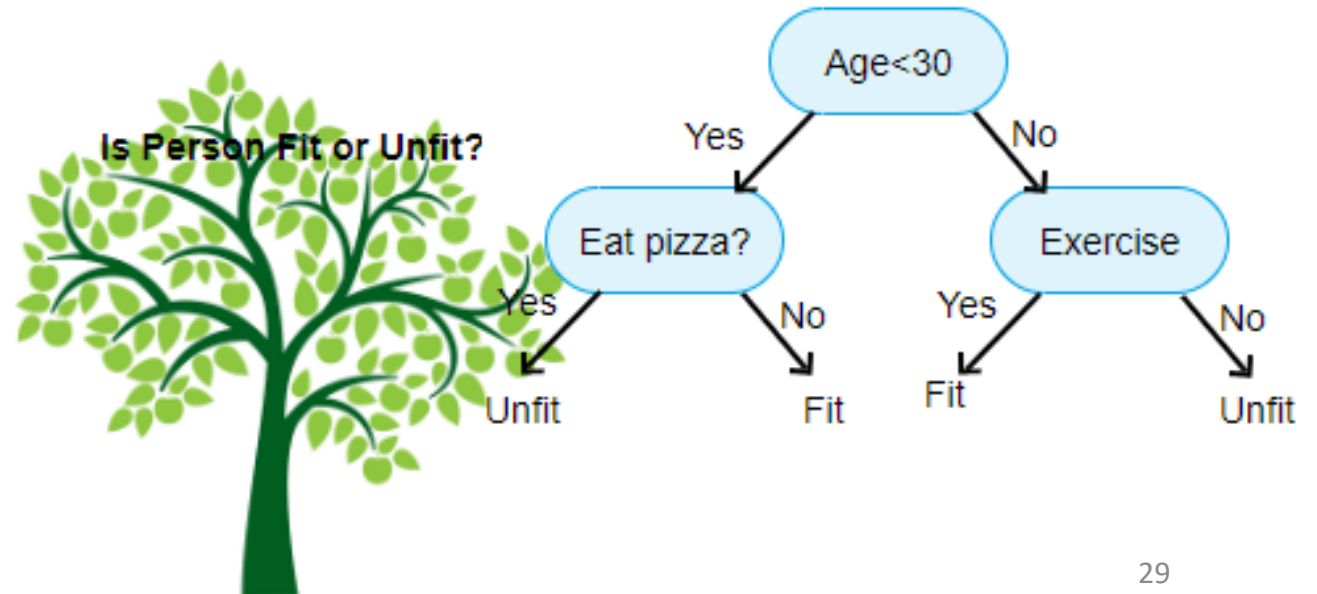 Age<30
Is Person Fit or Unfit?
Yes
No
Eat pizza?
Exercise
Yes
No
Yes
No
Unfit
Fit
Fit
Unfit
29